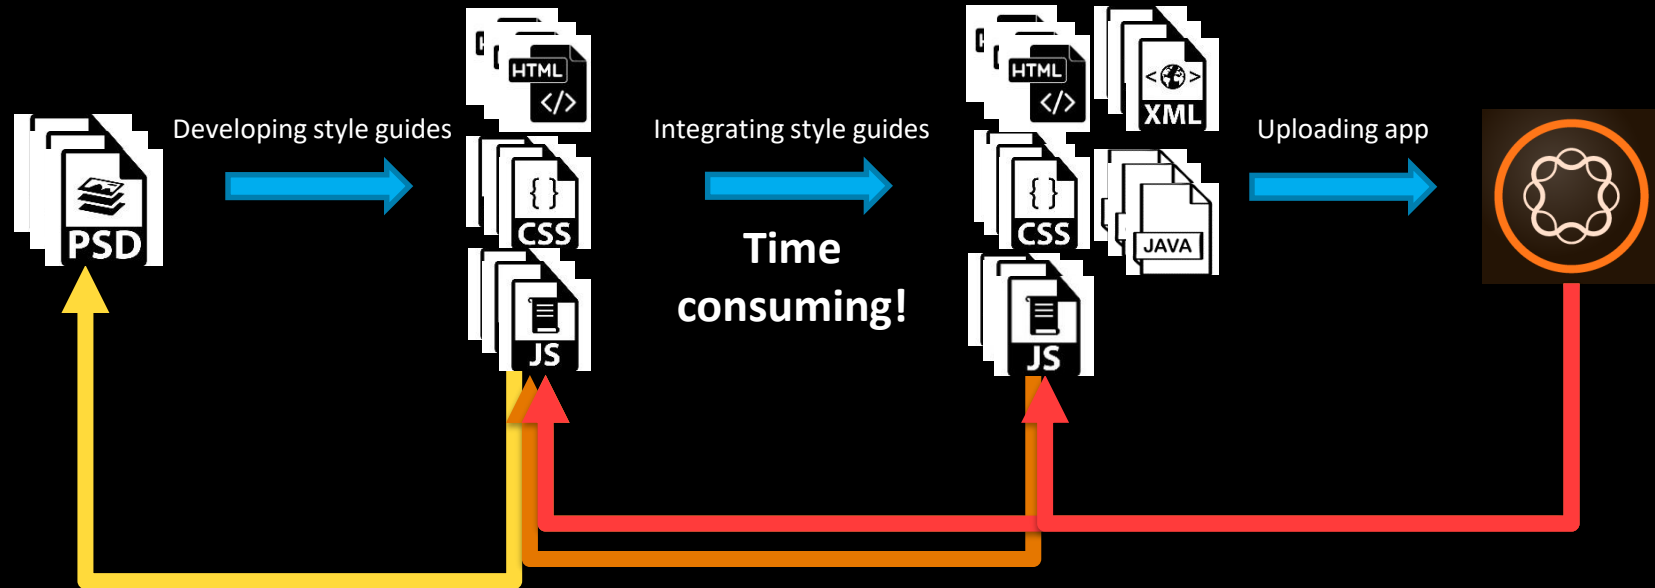 HTML
</>
HTML
</>
< >
XML
Developing style guides
Integrating style guides
Uploading app
PSD
{}
CSS
Time
consuming!
{}
CSS
JAVA
JS
JS